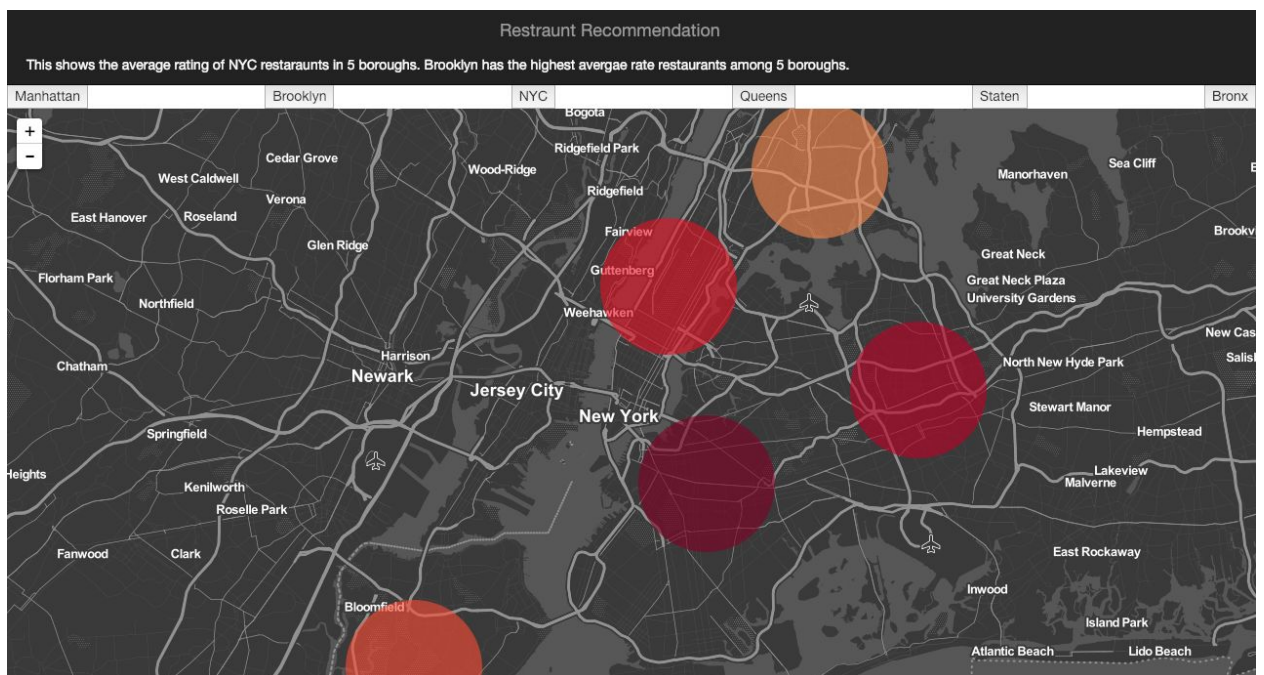 Restraunt Recommendation
This shows the average rating of NYC restaraunts in 5 boroughs. Brooklyn has the highest avergae rate restaurants among 5 boroughs.
Manhattan Brooklyn NYC Queens Staten Bronx
+
-
Bogota
Ridgefield Park
Cedar Grove
Wood-Ridge
Sea Cliff
West Caldwell
Manorhaven
Verona
Ridgefield
East Hanover
Roseland
Fairview
Brookvi
Glen Ridge
Great Neck
Guttenberg
Florham Park
Great Neck Plaza
University Gardens
Northfield
Weehawken
New Cas
Harrison
Salisl
Chatham
North New Hyde Park
Newark
Jersey City
Stewart Manor
New York
Springfield
Hempstead
Heights
Lakeview
Malverne
Kenilworth
Roselle Park
Fanwood
Clark
East Rockaway
Inwood
Bloomfield
Island Park
Atlantic Beach
Lido Beach